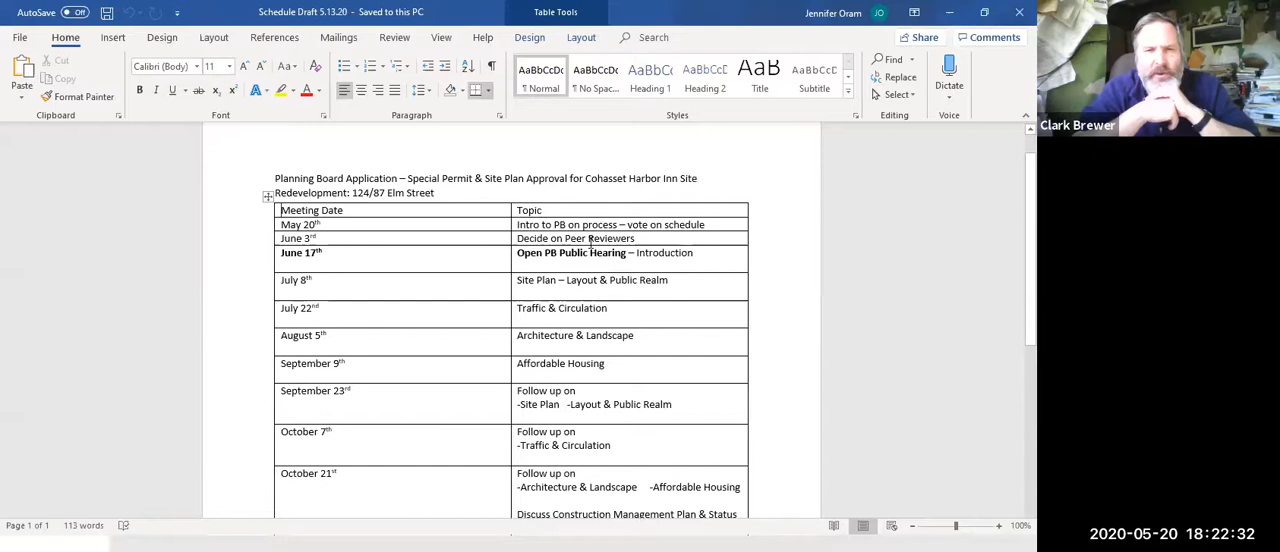 AutoSave Off Schedule Draft 5.13.20 - Saved to this PC Table Tools Jennifer Oram JO
File Home Insert Design Layout References Mailings Review View Help Design Layout Search Share Comments
Paste
Cut
Copy
Format Painter
Clipboard
Calibri (Body) 11
Font
Paragraph
AaBbCcDc AaBbCcDc AaBbCcD AaBbCcD AaB AaBbCcD
¶ Normal ¶ No Spac... Heading 1 Heading 2 Title Subtitle
Styles
Find
Replace
Select
Editing
Dictate
Voice
Clark Brewer
Planning Board Application – Special Permit & Site Plan Approval for Cohasset Harbor Inn Site
Redevelopment: 124/87 Elm Street
Meeting Date Topic
May 20th Intro to PB on process – vote on schedule
June 3rd Decide on Peer Reviewers
June 17th Open PB Public Hearing – Introduction
July 8th Site Plan – Layout & Public Realm
July 22nd Traffic & Circulation
August 5th Architecture & Landscape
September 9th Affordable Housing
September 23rd Follow up on
-Site Plan -Layout & Public Realm
October 7th Follow up on
-Traffic & Circulation
October 21st Follow up on
-Architecture & Landscape -Affordable Housing
Discuss Construction Management Plan & Status
Page 1 of 1 113 words 100%
2020-05-20 18:22:32